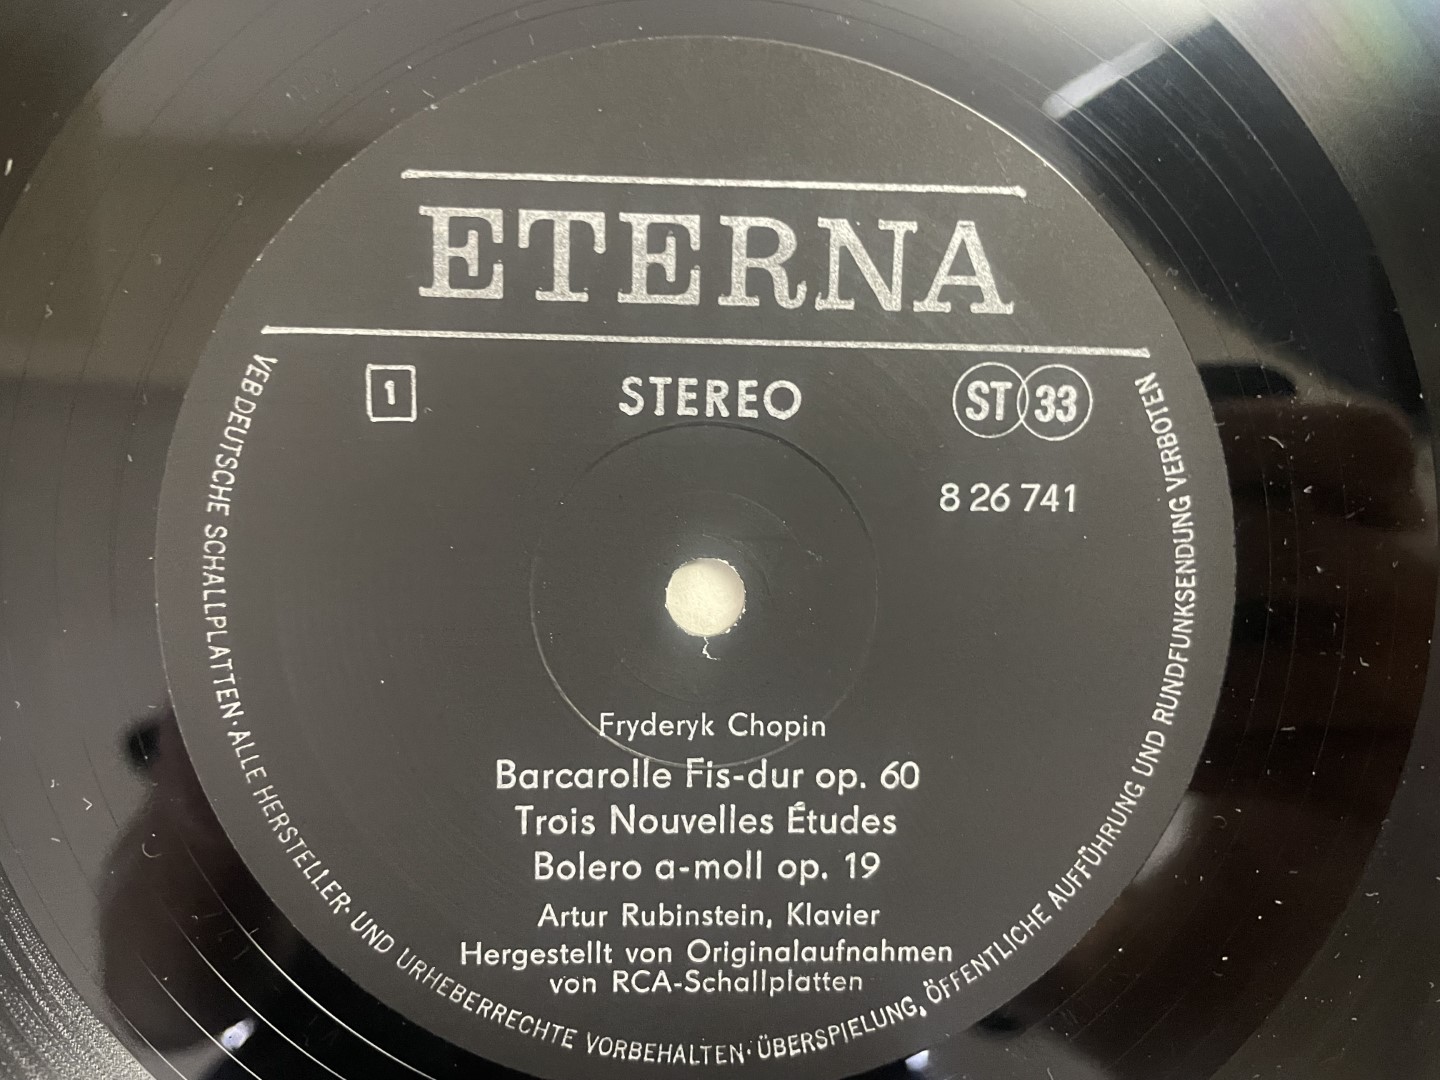 ETERNA
1
STEREO
ST 33
8 26 741
Fryderyk Chopin
Barcarolle Fis-dur op. 60
Trois Nouvelles Études
Bolero a-moll op. 19
Artur Rubinstein, Klavier
Hergestellt von Originalaufnahmen
von RCA-Schallplatten
VEB DEUTSCHE SCHALLPLATTEN · ALLE HERSTELLER- UND URHEBERRECHTE VORBEHALTEN · ÜBERSPIELUNG, ÖFFENTLICHE AUFFÜHRUNG UND RUNDFUNKSENDUNG VERBOTEN